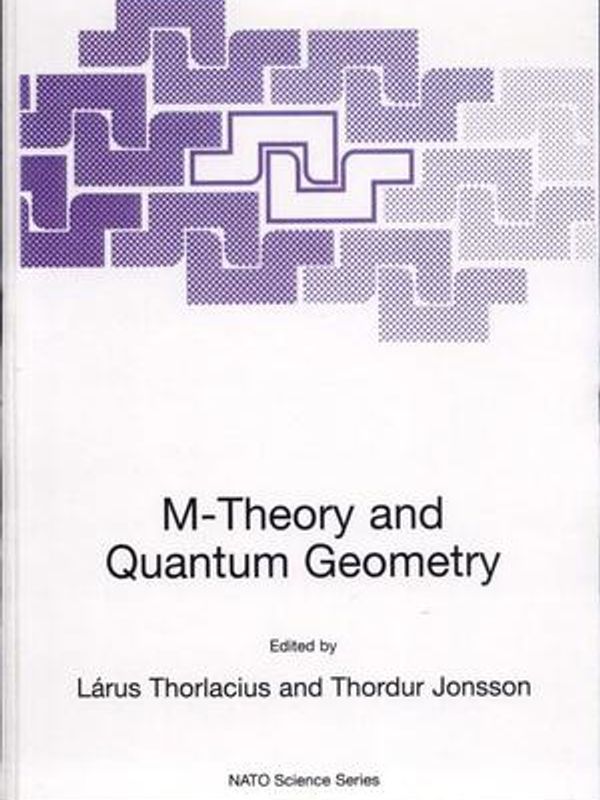 M-Theory and
Quantum Geometry
Edited by
Lárus Thorlacius and Thordur Jonsson
NATO Science Series